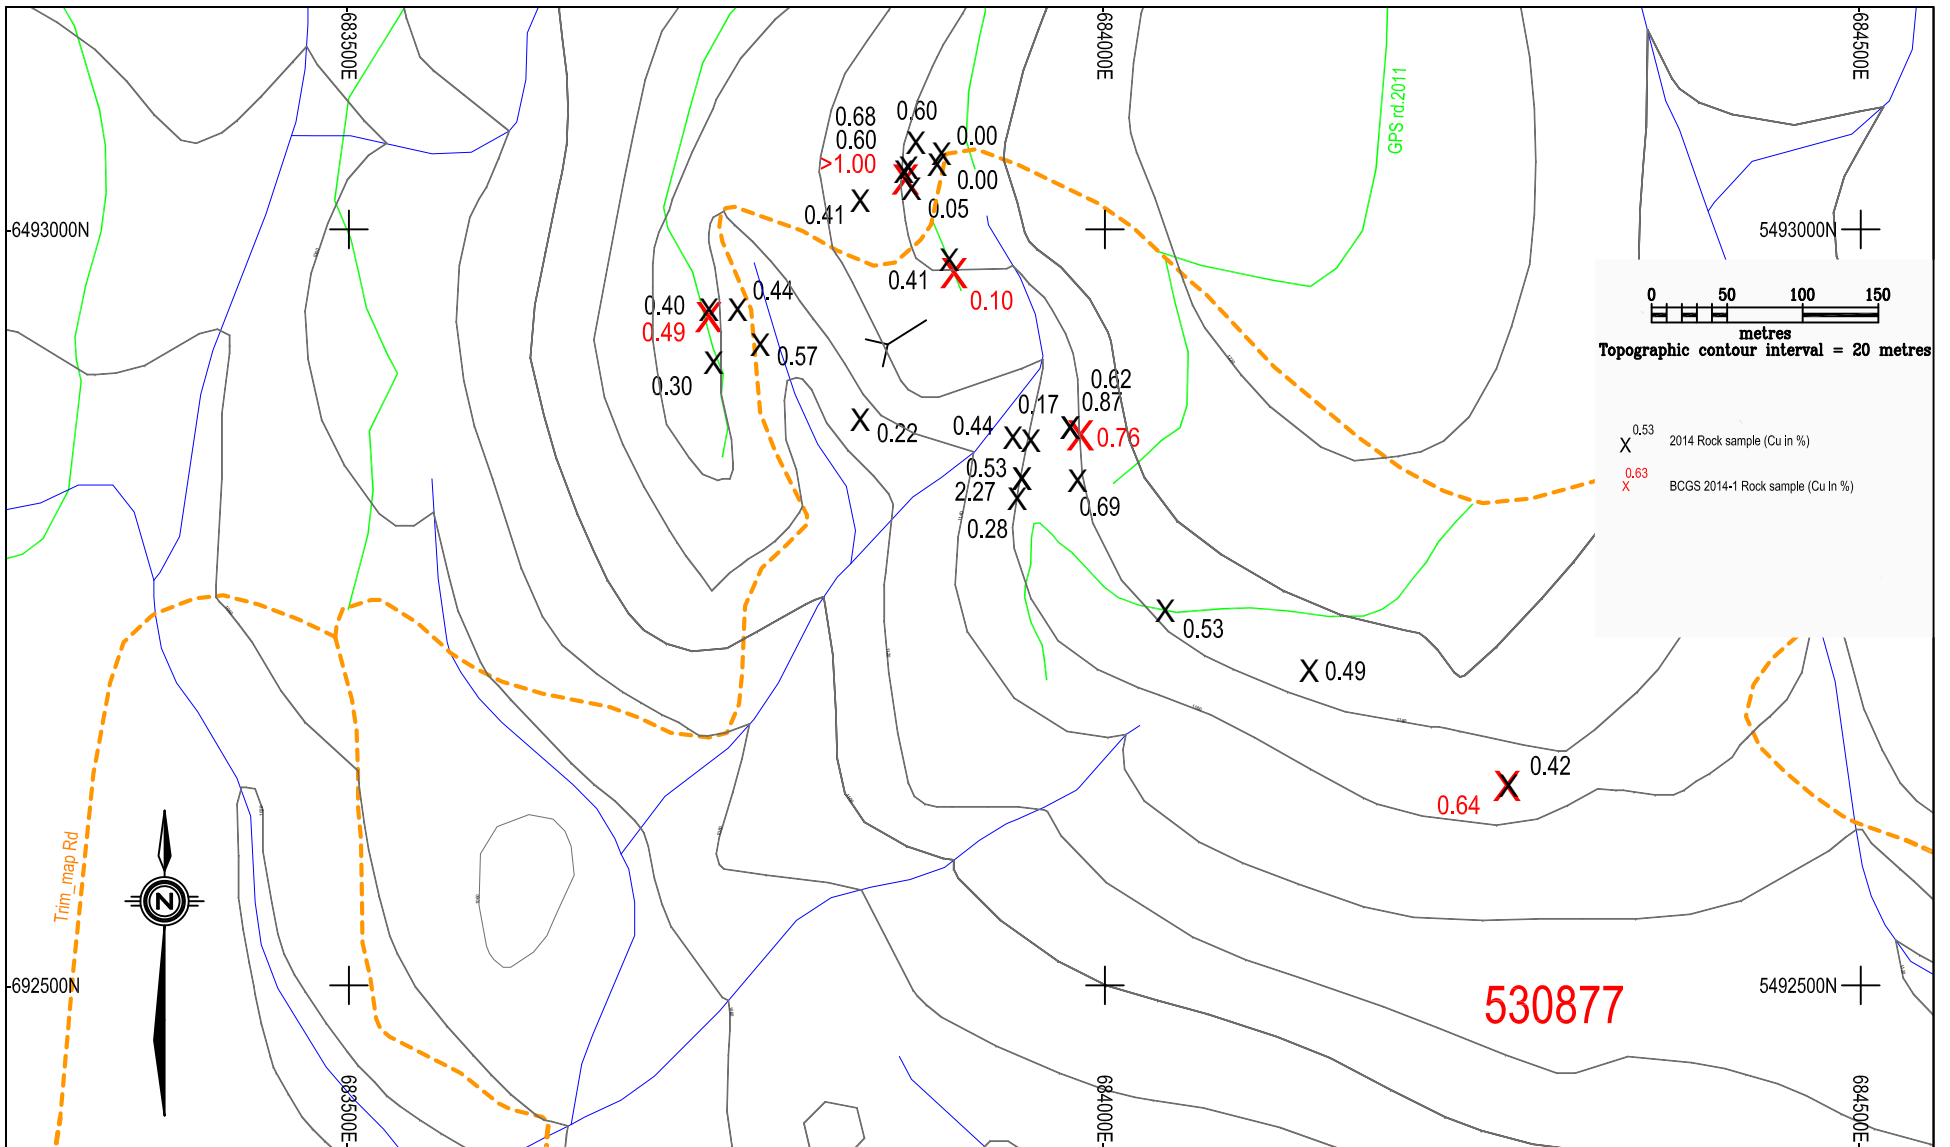 683500E
684000E
684500E
GPS rd.2011
0.68
0.60
0.60
0.00
>1.00
0.00
0.41
0.05
-6493000N
5493000N
0.41
0.10
0.40
0.44
0.49
0.57
0.30
0 50 100 150
metres
Topographic contour interval = 20 metres
0.62
0.17
0.87
0.44
0.76
0.22
0.53
2.27
0.69
0.28
0.53
X 2014 Rock sample (Cu in %)
0.63
X BCGS 2014-1 Rock sample (Cu In %)
0.53
0.49
0.42
0.64
Trim_map Rd
N
-692500N
5492500N
530877
683500E
684000E
684500E